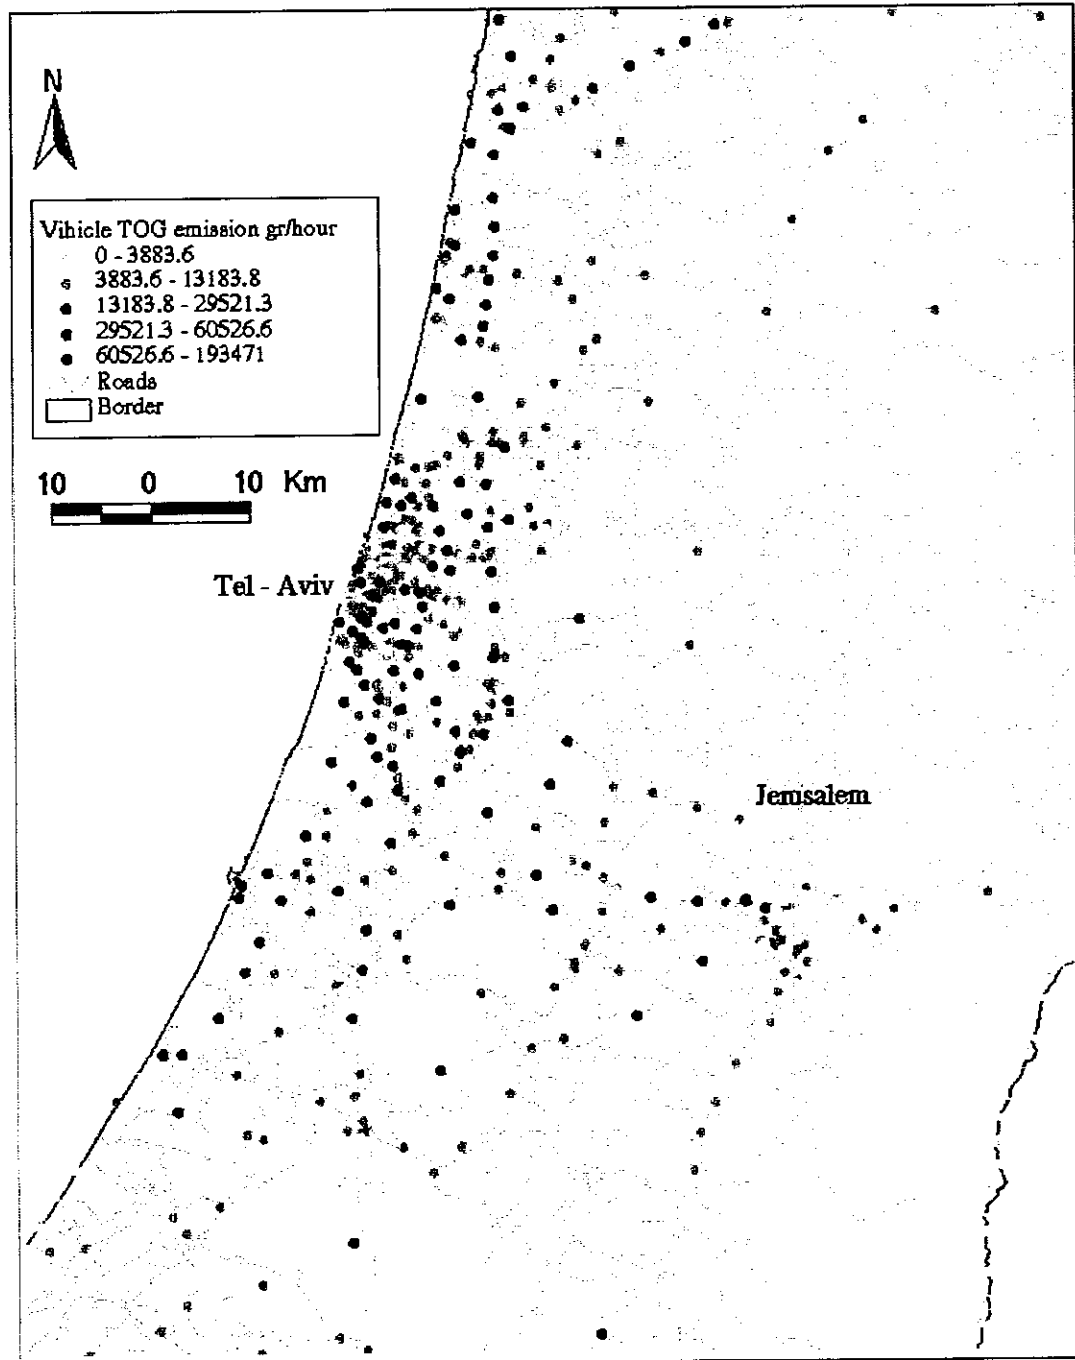 N
Vihicle TOG emission gr/hour
0 - 3883.6
3883.6 - 13183.8
13183.8 - 29521.3
29521.3 - 60526.6
60526.6 - 193471
Roads
Border
10 0 10 Km
Tel - Aviv
Jerusalem